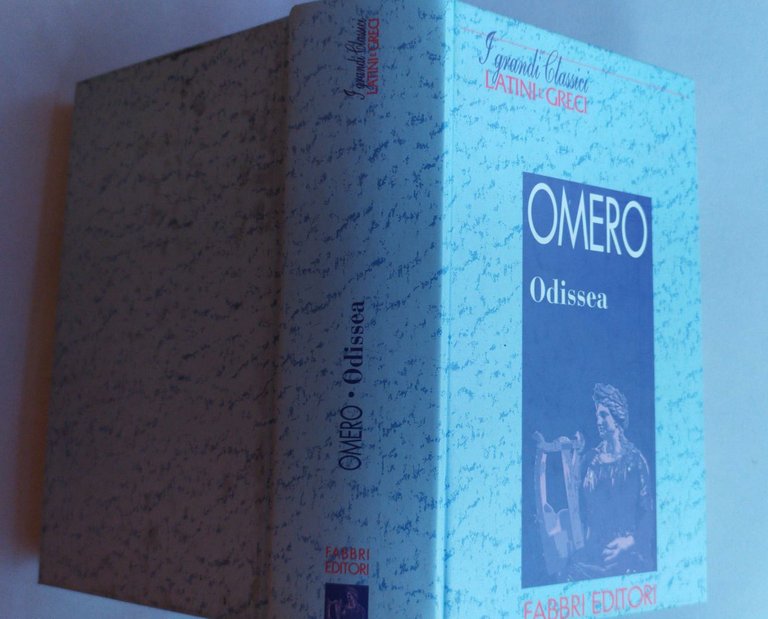 I grandi Classici
LATINI E GRECI
OMERO • Odissea
FABBRI
EDITORI
I grandi Classici
LATINI E GRECI
OMERO
Odissea
FABBRI EDITORI